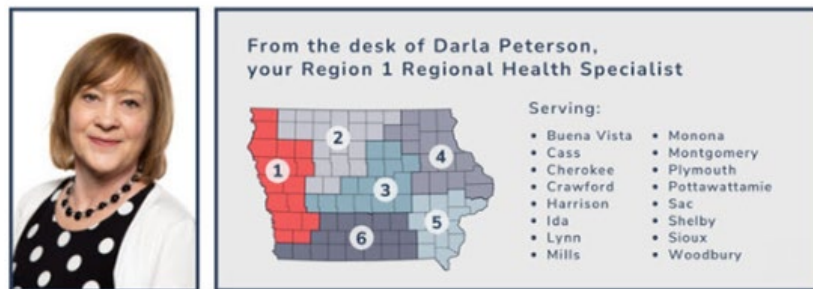 From the desk of Darla Peterson,
your Region 1 Regional Health Specialist
1
2
3
4
5
6
Serving:
Buena Vista
Cass
Cherokee
Crawford
Harrison
Ida
Lynn
Mills
Monona
Montgomery
Plymouth
Pottawattamie
Sac
Shelby
Sioux
Woodbury